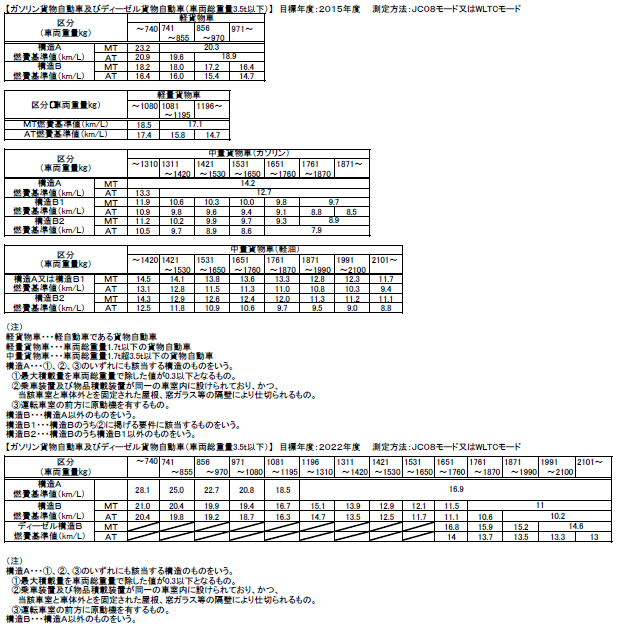 【ガソリン貨物自動車及びディーゼル貨物自動車(車両総重量3.5t以下)】 目標年度:2015年度 測定方法:JC08モード又はWLTCモード
区分 軽貨物車
(車両重量kg) ～740 741～855 856～970 971～
構造A MT 23.2 20.3
燃費基準値(km/L) AT 20.9 19.6 18.9
構造B MT 18.2 18.0 17.2 16.4
燃費基準値(km/L) AT 16.4 16.0 15.4 14.7
区分【車両重量kg) 軽量貨物車
～1080 1081～1195 1196～
MT燃費基準値(km/L) 18.5 17.1
AT燃費基準値(km/L) 17.4 15.8 14.7
区分 中量貨物車(ガソリン)
(車両重量kg) ～1310 1311～1420 1421～1530 1531～1650 1651～1760 1761～1870 1871～
構造A MT 14.2
燃費基準値(km/L) AT 13.3 12.7
構造B1 MT 11.9 10.6 10.3 10.0 9.8 9.7
燃費基準値(km/L) AT 10.9 9.8 9.6 9.4 9.1 8.8 8.5
構造B2 MT 11.2 10.2 9.9 9.7 9.3 8.9
燃費基準値(km/L) AT 10.5 9.7 8.9 8.6 7.9
区分 中量貨物車(軽油)
(車両重量kg) ～1420 1421～1530 1531～1650 1651～1760 1761～1870 1871～1990 1991～2100 2101～
構造A又は構造B1 MT 14.5 14.1 13.8 13.6 13.3 12.8 12.3 11.7
燃費基準値(km/L) AT 13.1 12.8 11.5 11.3 11.0 10.8 10.3 9.4
構造B2 MT 14.3 12.9 12.6 12.4 12.0 11.3 11.2 11.1
燃費基準値(km/L) AT 12.5 11.8 10.9 10.6 9.7 9.5 9.0 8.8
(注)
軽貨物車･･･軽自動車である貨物自動車
軽量貨物車･･･車両総重量1.7t以下の貨物自動車
中量貨物車･･･車両総重量1.7t超3.5t以下の貨物自動車
構造A･･･①、②、③のいずれにも該当する構造のものをいう。
①最大積載量を車両総重量で除した値が0.3以下となるもの。
②乗車装置及び物品積載装置が同一の車室内に設けられており、かつ、
当該車室と車体外とを固定された屋根、窓ガラス等の隔壁により仕切られるもの。
③運転車室の前方に原動機を有するもの。
構造B･･･構造A以外のものをいう。
構造B1･･･構造Bのうち②に掲げる要件に該当するものをいう。
構造B2･･･構造Bのうち構造B1以外のものをいう。
【ガソリン貨物自動車及びディーゼル貨物自動車(車両総重量3.5t以下)】 目標年度:2022年度 測定方法:JC08モード又はWLTCモード
区分 ～740 741 856 971 1081 1196 1311 1421 1531 1651 1761 1871 1991 2101～
(車両重量kg) ～855 ～970 ～1080 ～1195 ～1310 ～1420 ～1530 ～1650 ～1760 ～1870 ～1990 ～2100
構造A
燃費基準値(km/L) 28.1 25.0 22.7 20.8 18.5 16.9
構造B MT 21.0 20.4 19.9 19.4 16.7 15.1 13.9 12.9 12.1 11.5 11
燃費基準値(km/L) AT 20.4 19.8 19.2 18.7 16.3 14.7 13.5 12.5 11.7 11.1 10.6 10.2
ディーゼル構造B MT 16.8 15.9 15.2 14.6
燃費基準値(km/L) AT 14 13.7 13.5 13.3 13
(注)
構造A･･･①、②、③のいずれにも該当する構造のものをいう。
①最大積載量を車両総重量で除した値が0.3以下となるもの。
②乗車装置及び物品積載装置が同一の車室内に設けられており、かつ、
当該車室と車体外とを固定された屋根、窓ガラス等の隔壁により仕切られるもの。
③運転車室の前方に原動機を有するもの。
構造B･･･構造A以外のものをいう。